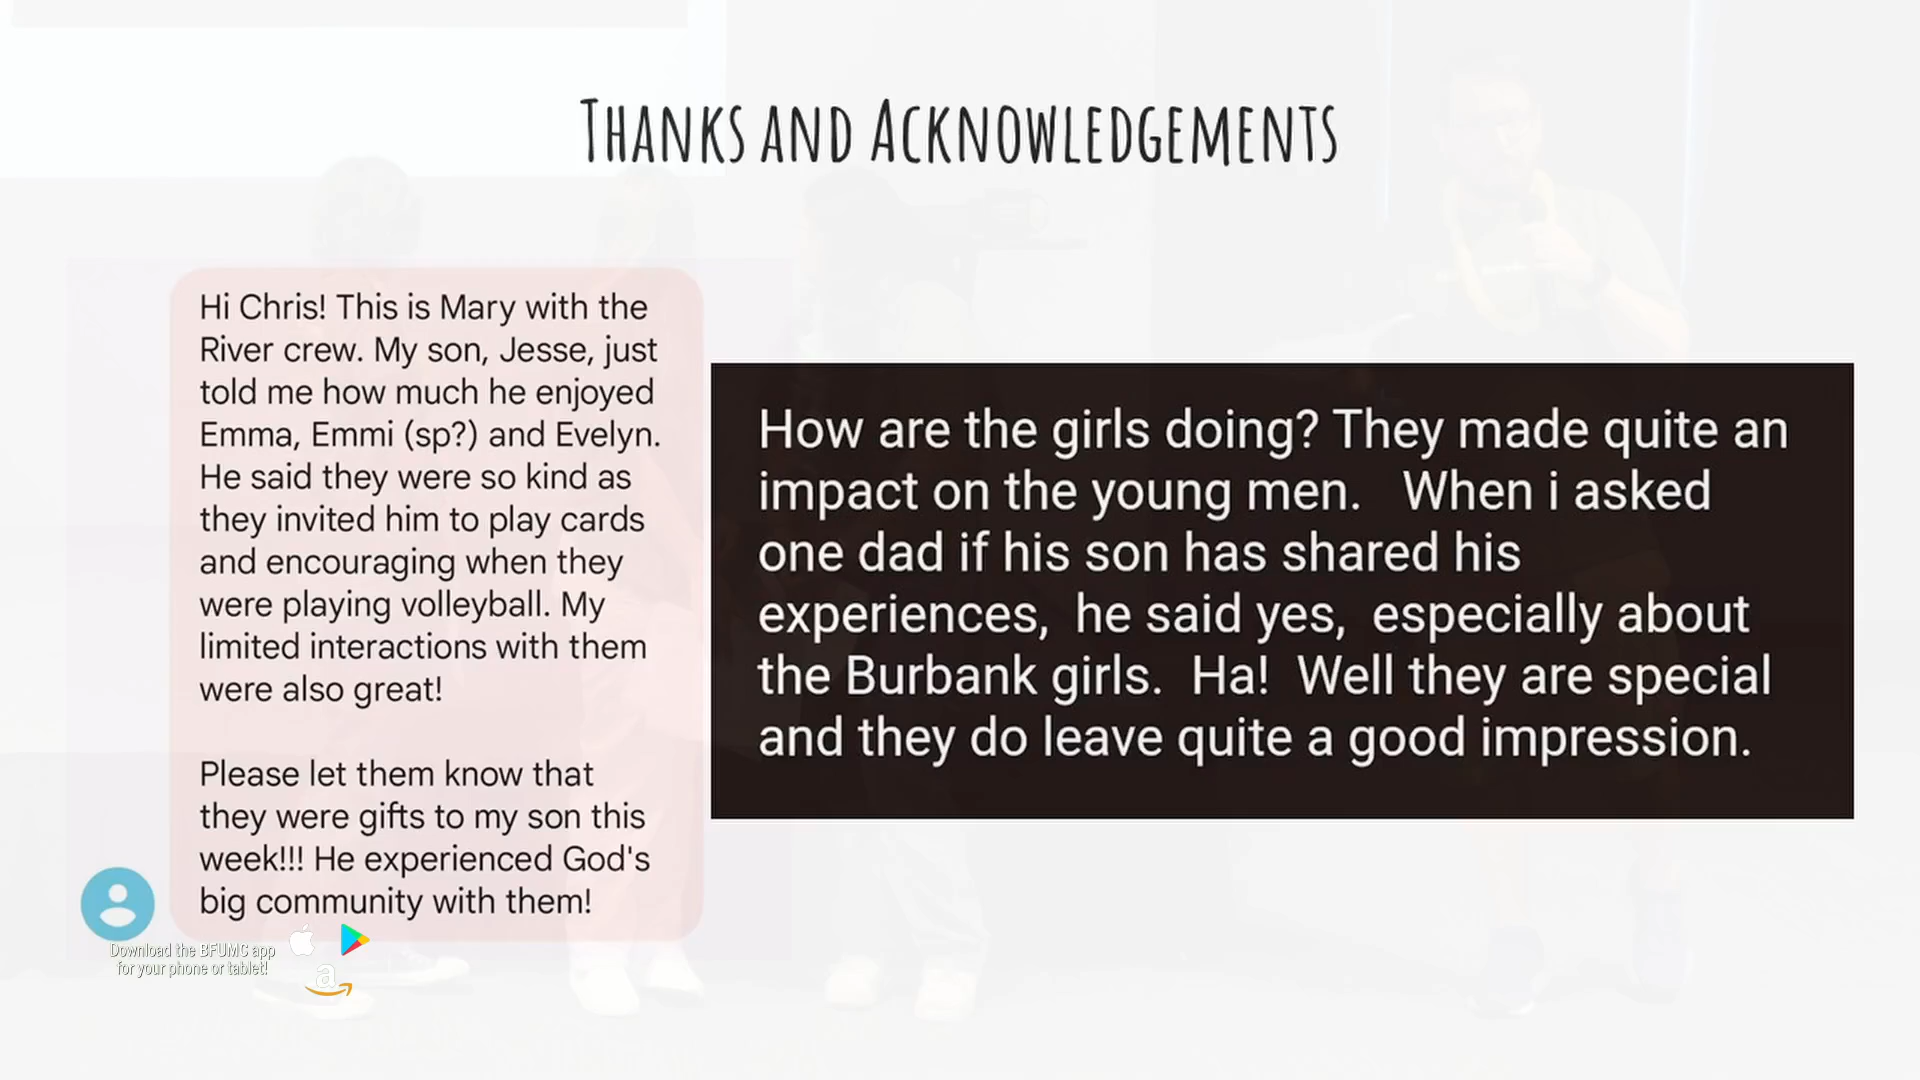 Thanks and Acknowledgements
Hi Chris! This is Mary with the
River crew. My son, Jesse, just
told me how much he enjoyed
Emma, Emmi (sp?) and Evelyn.
He said they were so kind as
they invited him to play cards
and encouraging when they
were playing volleyball. My
limited interactions with them
were also great!
Please let them know that
they were gifts to my son this
week!!! He experienced God's
big community with them!
How are the girls doing? They made quite an
impact on the young men. When i asked
one dad if his son has shared his
experiences, he said yes, especially about
the Burbank girls. Ha! Well they are special
and they do leave quite a good impression.
Download the BFUMC app
for your phone or tablet!
a